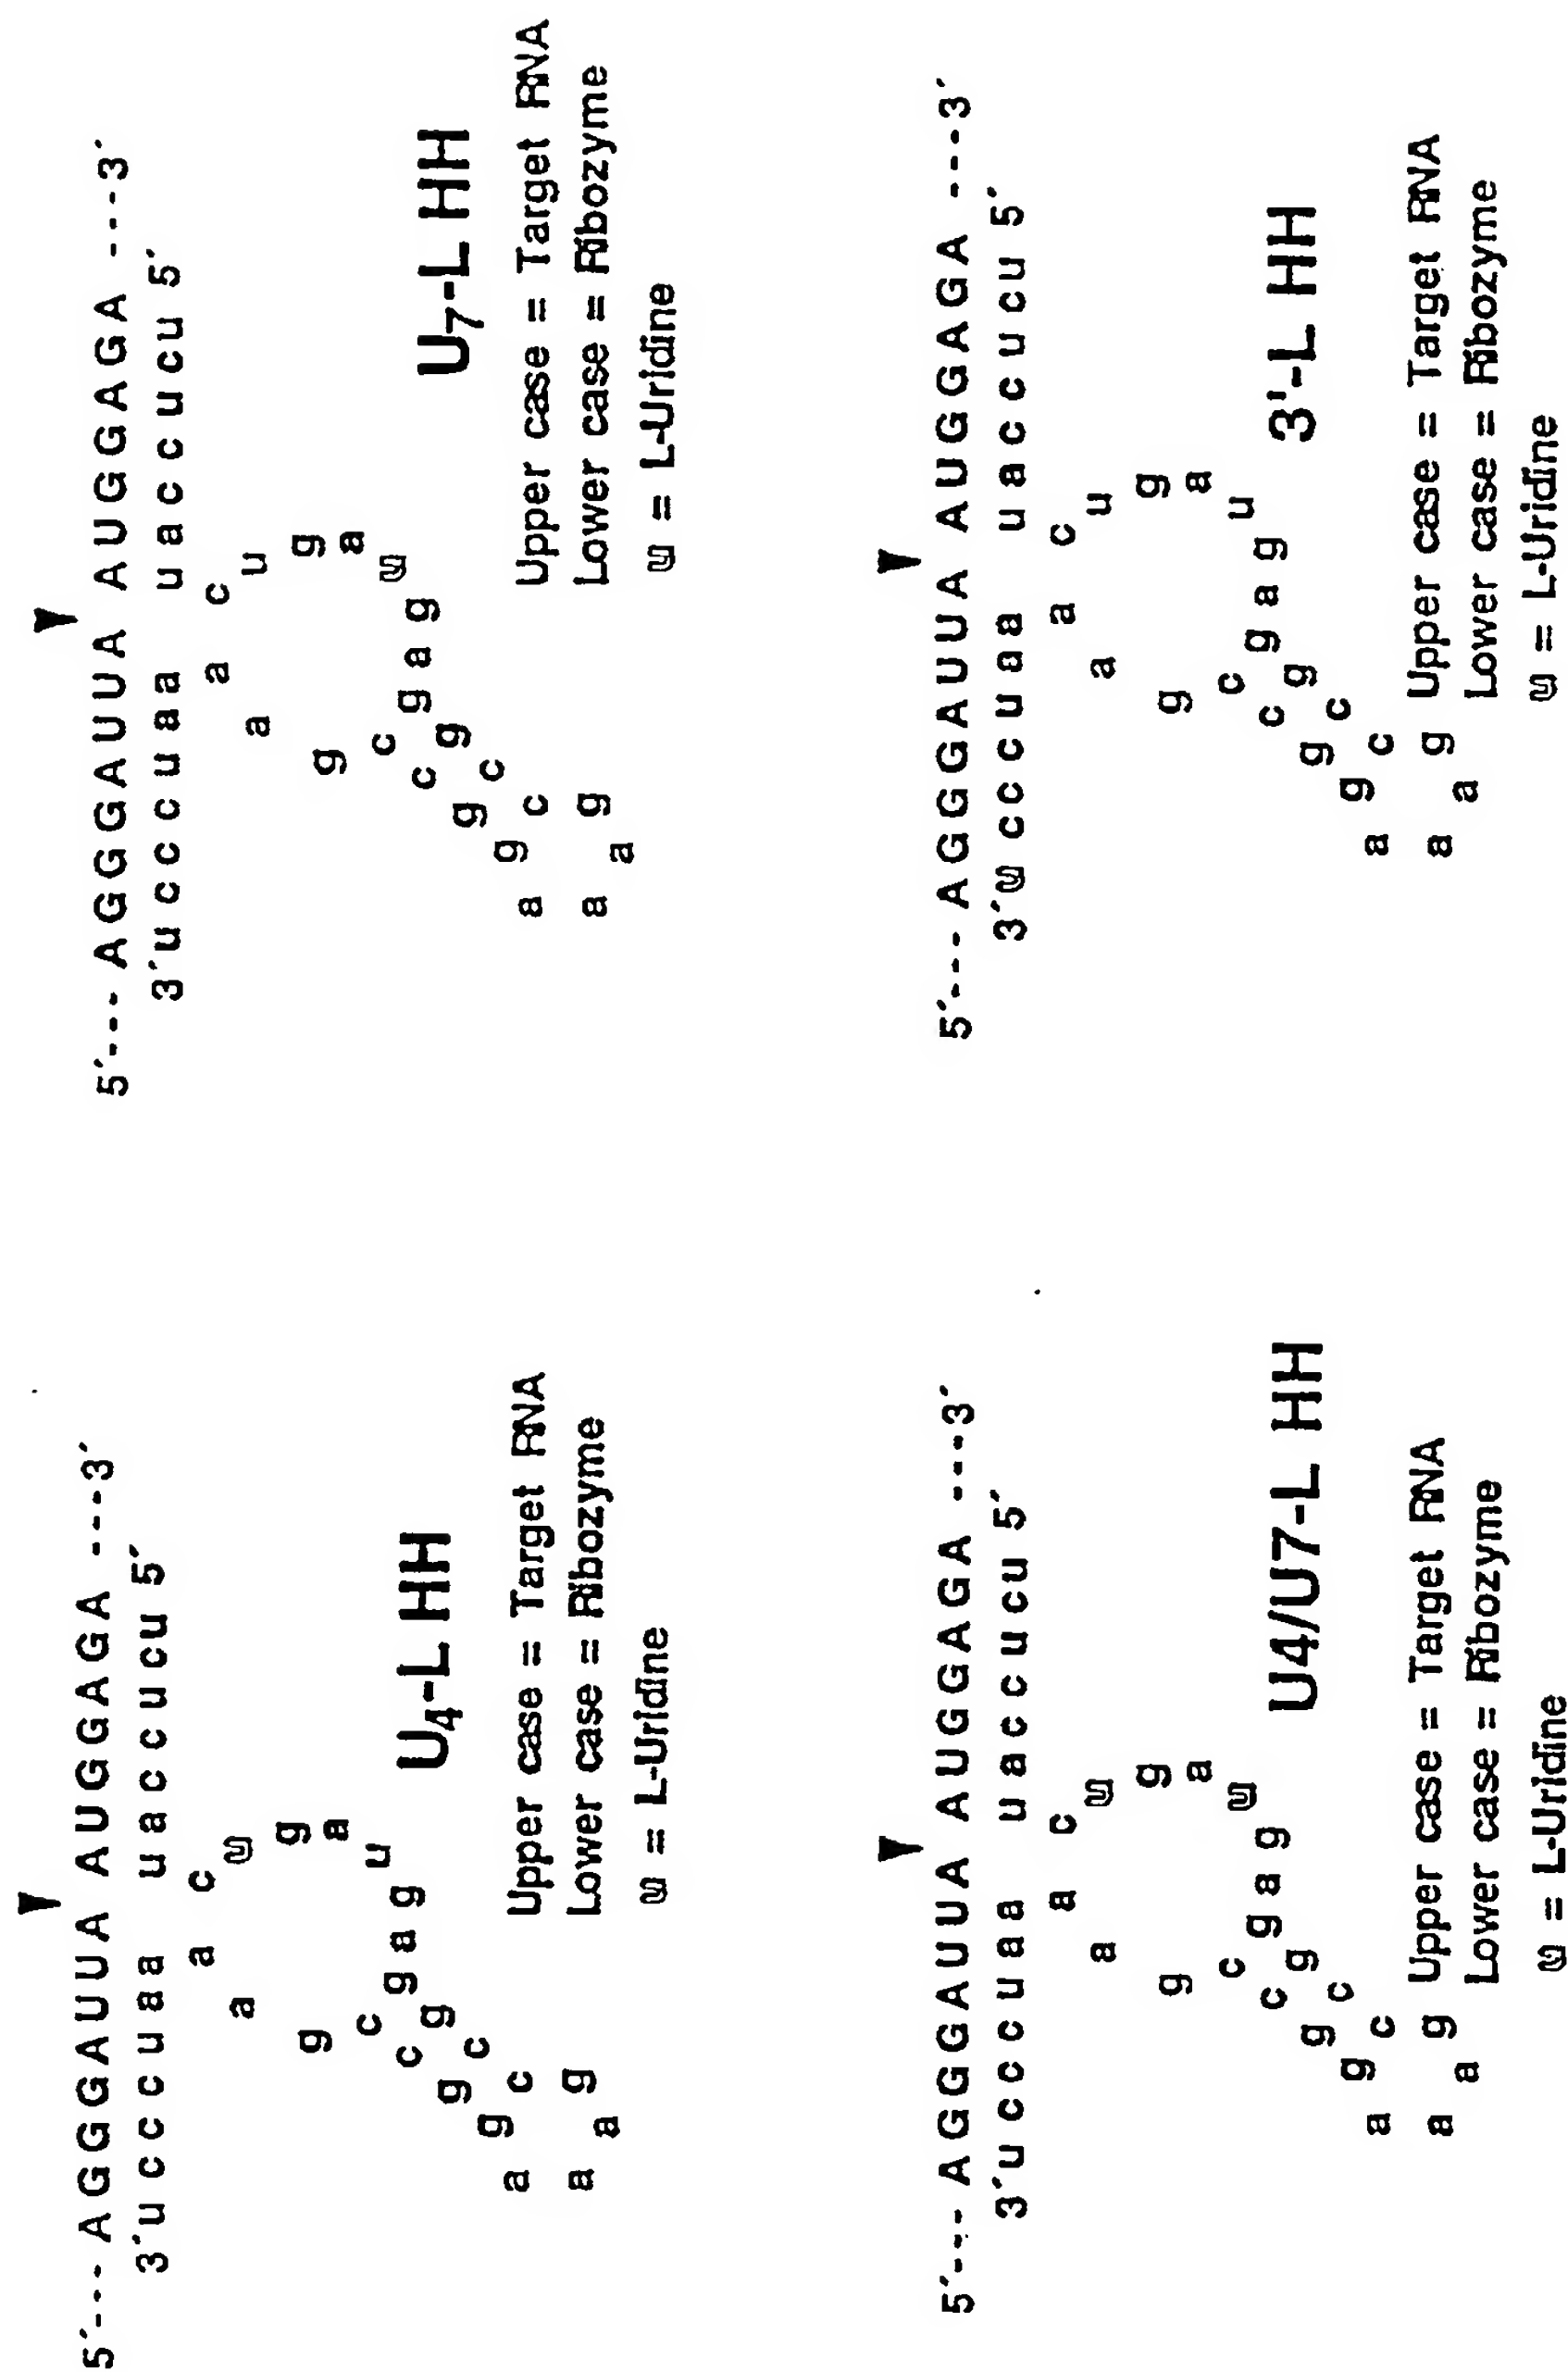 5´--- AGGGAUUA AUGGAGA ---3´
3´ucccuaa uaccucu 5´
a c
a u
g g
a
c u
c g a g
g g
g c
a c
a g
a
U4-L HH
Upper case = Target RNA
Lower case = Ribozyme
u = L-Uridine
5´--- AGGGAUUA AUGGAGA ---3´
3´ucccuaa uaccucu 5´
a c
a u
g g
a
c u
c g a g
g g
g c
a c
a g
a
U7-L HH
Upper case = Target RNA
Lower case = Ribozyme
u = L-Uridine
5´--- AGGGAUUA AUGGAGA ---3´
3´ucccuaa uaccucu 5´
a c
a u
g g
a
c u
c g a g
g g
g c
a c
a g
a
U4/U7-L HH
Upper case = Target RNA
Lower case = Ribozyme
u = L-Uridine
5´--- AGGGAUUA AUGGAGA ---3´
3´ucccuaa uaccucu 5´
a c
a u
g g
a
c u
c g a g
g g
g c
a c
a g
a
3'-L HH
Upper case = Target RNA
Lower case = Ribozyme
u = L-Uridine